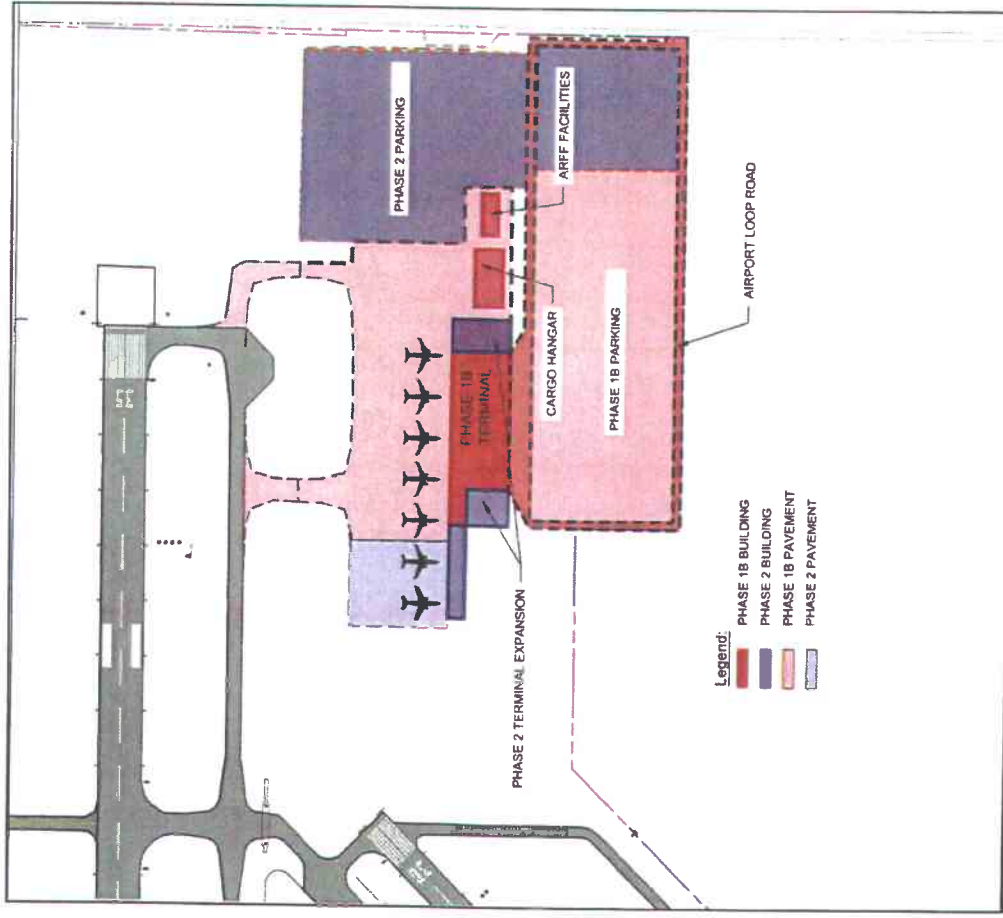 PHASE 2 PARKING
ARFF FACILITIES
CARGO HANGAR
PHASE 1B
TERMINAL
PHASE 1B PARKING
AIRPORT LOOP ROAD
PHASE 2 TERMINAL EXPANSION
Legend:
PHASE 1B BUILDING
PHASE 2 BUILDING
PHASE 1B PAVEMENT
PHASE 2 PAVEMENT